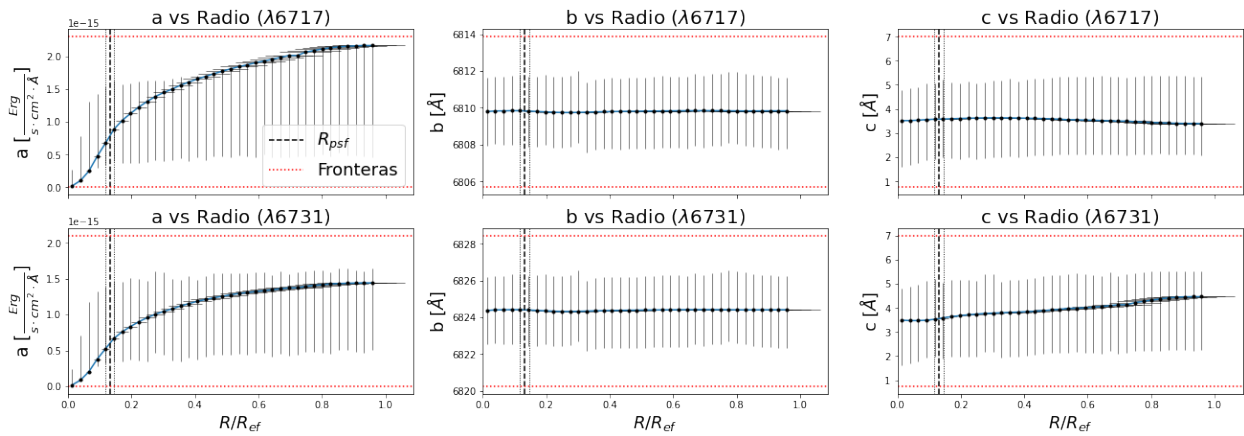 a vs Radio (λ6717)
b vs Radio (λ6717)
c vs Radio (λ6717)
1e−15
a [Erg / s · cm² · Å]
2.0
1.5
1.0
0.5
0.0
R_psf
Fronteras
b [Å]
6814
6812
6810
6808
6806
c [Å]
7
6
5
4
3
2
1
a vs Radio (λ6731)
b vs Radio (λ6731)
c vs Radio (λ6731)
1e−15
a [Erg / s · cm² · Å]
2.0
1.5
1.0
0.5
0.0
b [Å]
6828
6826
6824
6822
6820
c [Å]
7
6
5
4
3
2
1
0.0 0.2 0.4 0.6 0.8 1.0
0.0 0.2 0.4 0.6 0.8 1.0
0.0 0.2 0.4 0.6 0.8 1.0
R/R_ef
R/R_ef
R/R_ef